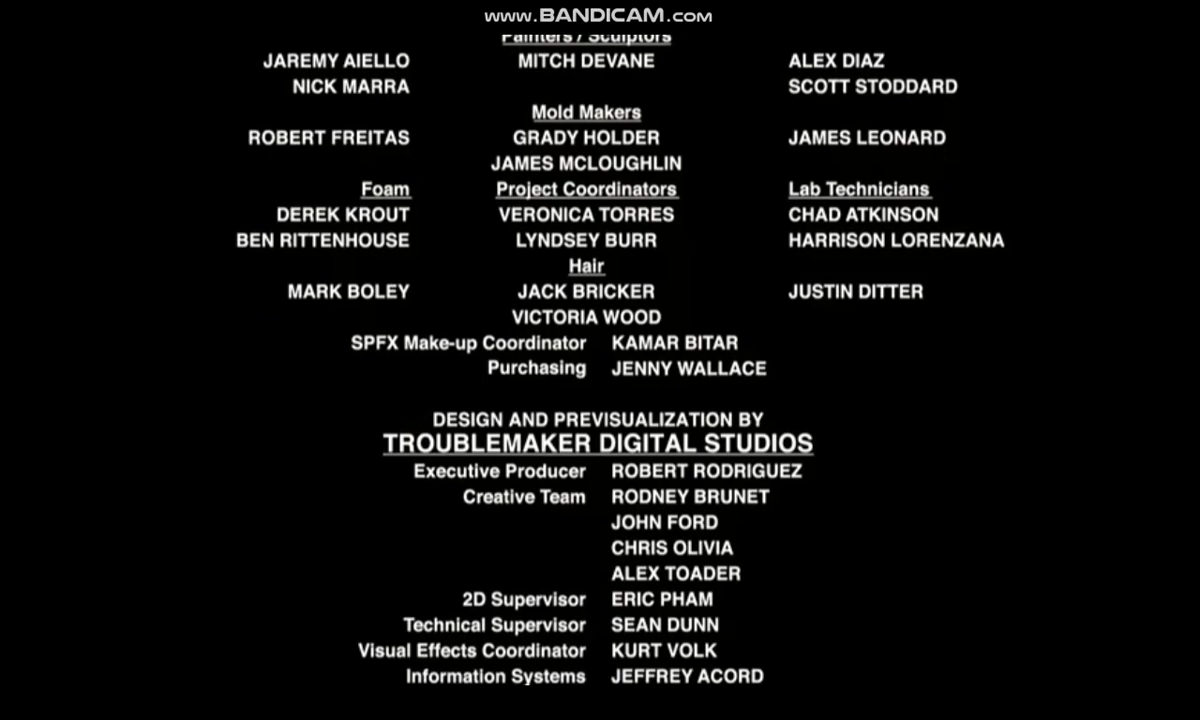 www.BANDICAM.com
Painters / Sculptors
JAREMY AIELLO MITCH DEVANE ALEX DIAZ
NICK MARRA SCOTT STODDARD
Mold Makers
ROBERT FREITAS GRADY HOLDER JAMES LEONARD
JAMES MCLOUGHLIN
Foam Project Coordinators Lab Technicians
DEREK KROUT VERONICA TORRES CHAD ATKINSON
BEN RITTENHOUSE LYNDSEY BURR HARRISON LORENZANA
Hair
MARK BOLEY JACK BRICKER JUSTIN DITTER
VICTORIA WOOD
SPFX Make-up Coordinator KAMAR BITAR
Purchasing JENNY WALLACE
DESIGN AND PREVISUALIZATION BY
TROUBLEMAKER DIGITAL STUDIOS
Executive Producer ROBERT RODRIGUEZ
Creative Team RODNEY BRUNET
JOHN FORD
CHRIS OLIVIA
ALEX TOADER
2D Supervisor ERIC PHAM
Technical Supervisor SEAN DUNN
Visual Effects Coordinator KURT VOLK
Information Systems JEFFREY ACORD